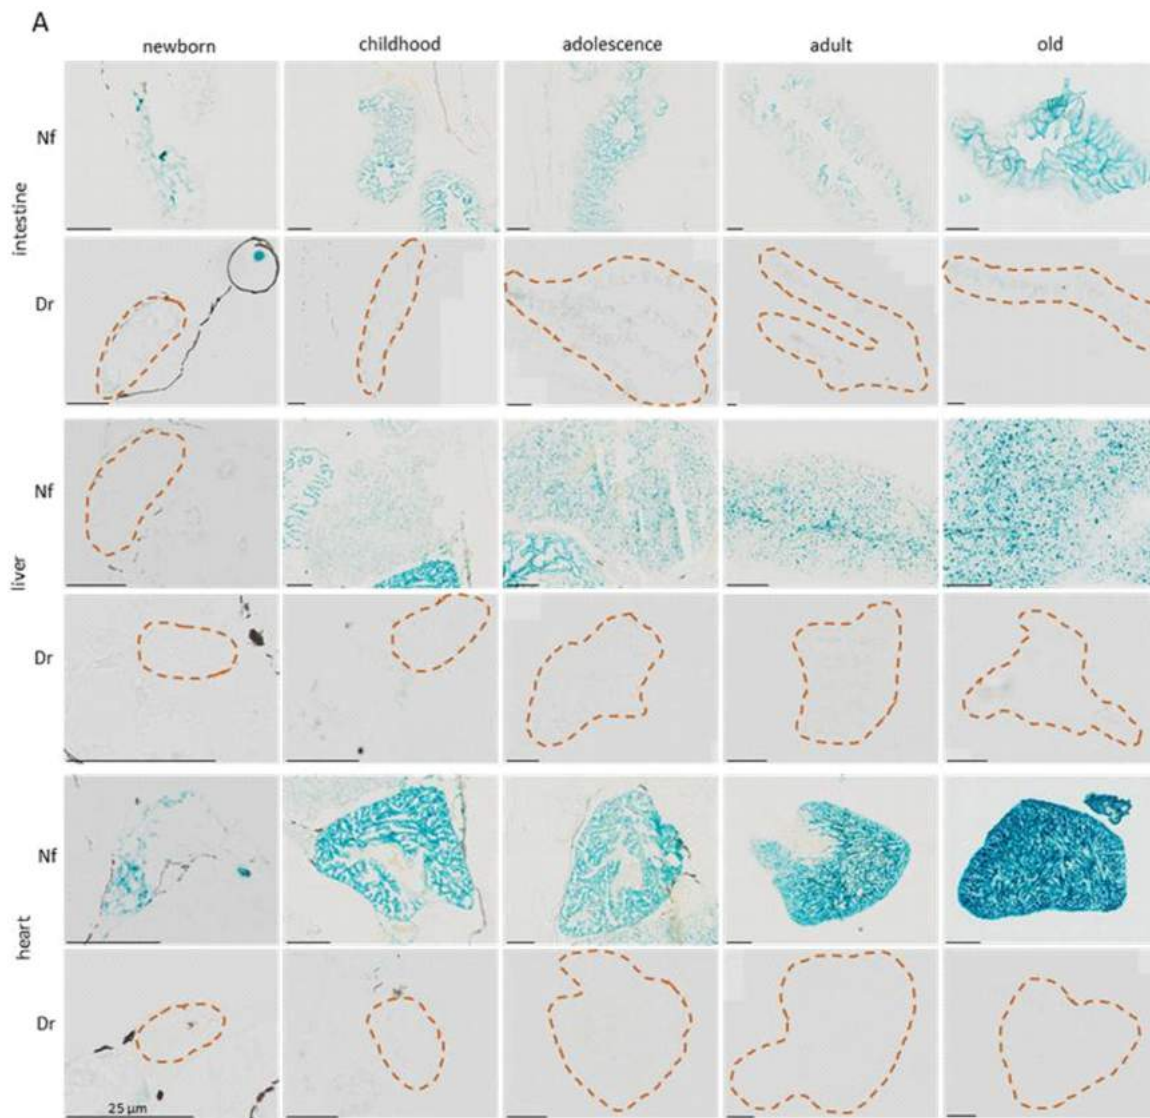 A
newborn childhood adolescence adult old
intestine
Nf
Dr
liver
Nf
Dr
heart
Nf
Dr
25 µm